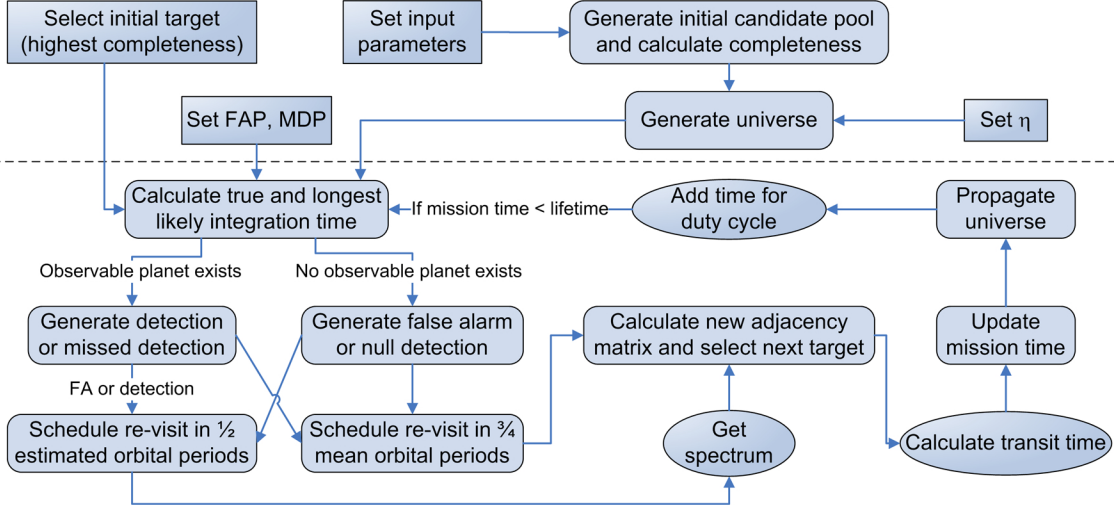 Select initial target
(highest completeness)
Set input
parameters
Generate initial candidate pool
and calculate completeness
Set FAP, MDP
Generate universe
Set η
Calculate true and longest
likely integration time
If mission time < lifetime
Add time for
duty cycle
Propagate
universe
Observable planet exists
No observable planet exists
Generate detection
or missed detection
Generate false alarm
or null detection
Calculate new adjacency
matrix and select next target
Update
mission time
FA or detection
Schedule re-visit in ½
estimated orbital periods
Schedule re-visit in ¾
mean orbital periods
Get
spectrum
Calculate transit time